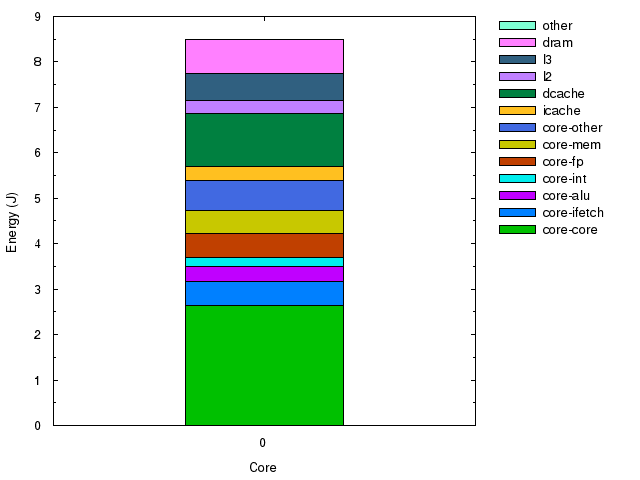 9
8
7
6
5
4
3
2
1
0
Energy (J)
0
Core
other
dram
l3
l2
dcache
icache
core-other
core-mem
core-fp
core-int
core-alu
core-ifetch
core-core